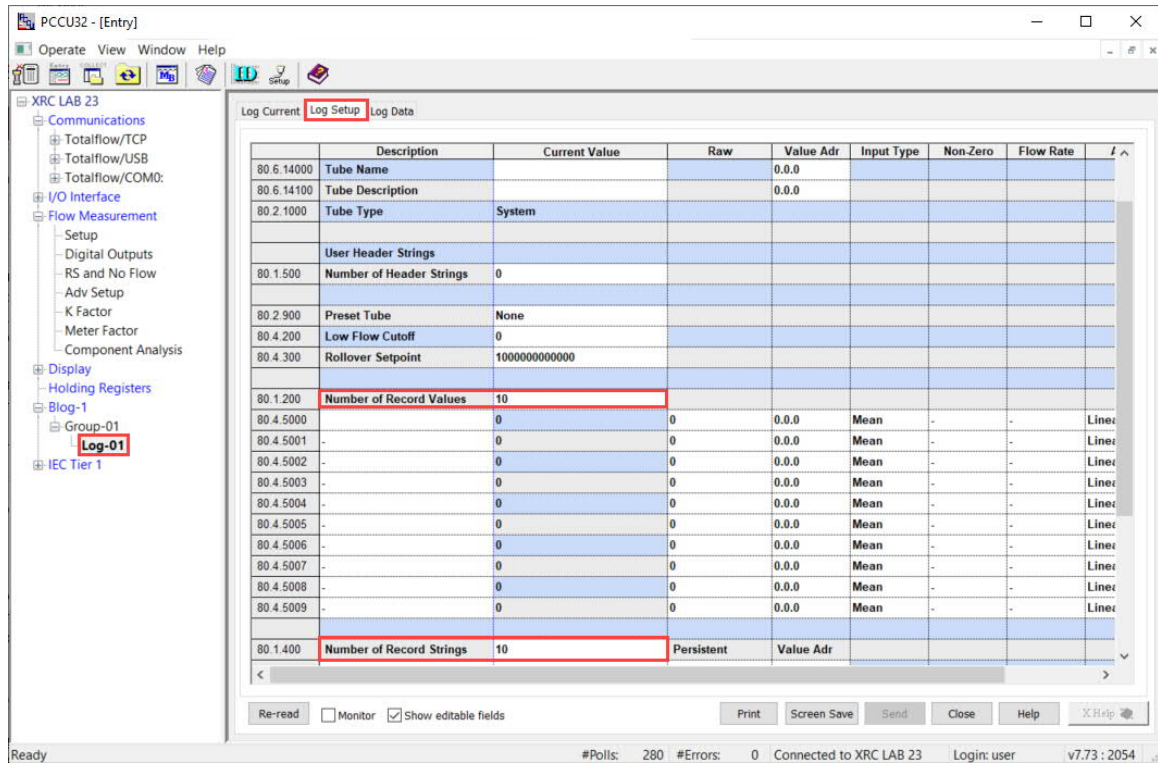 PCCU32 - [Entry]
Operate View Window Help
ID Setup
XRC LAB 23
Communications
Totalflow/TCP
Totalflow/USB
Totalflow/COM0:
I/O Interface
Flow Measurement
Setup
Digital Outputs
RS and No Flow
Adv Setup
K Factor
Meter Factor
Component Analysis
Display
Holding Registers
Blog-1
Group-01
Log-01
IEC Tier 1
Log Current Log Setup Log Data
Description Current Value Raw Value Adr Input Type Non-Zero Flow Rate
80.6.14000 Tube Name 0.0.0
80.6.14100 Tube Description 0.0.0
80.2.1000 Tube Type System
User Header Strings
80.1.500 Number of Header Strings 0
80.2.900 Preset Tube None
80.4.200 Low Flow Cutoff 0
80.4.300 Rollover Setpoint 1000000000000
80.1.200 Number of Record Values 10
80.4.5000 0 0 0.0.0 Mean - - Linea
80.4.5001 - 0 0 0.0.0 Mean - - Linea
80.4.5002 - 0 0 0.0.0 Mean - - Linea
80.4.5003 - 0 0 0.0.0 Mean - - Linea
80.4.5004 - 0 0 0.0.0 Mean - - Linea
80.4.5005 - 0 0 0.0.0 Mean - - Linea
80.4.5006 - 0 0 0.0.0 Mean - - Linea
80.4.5007 - 0 0 0.0.0 Mean - - Linea
80.4.5008 - 0 0 0.0.0 Mean - - Linea
80.4.5009 - 0 0 0.0.0 Mean - - Linea
80.1.400 Number of Record Strings 10 Persistent Value Adr
Re-read Monitor Show editable fields Print Screen Save Send Close Help X Help
Ready #Polls: 280 #Errors: 0 Connected to XRC LAB 23 Login: user v7.73 : 2054